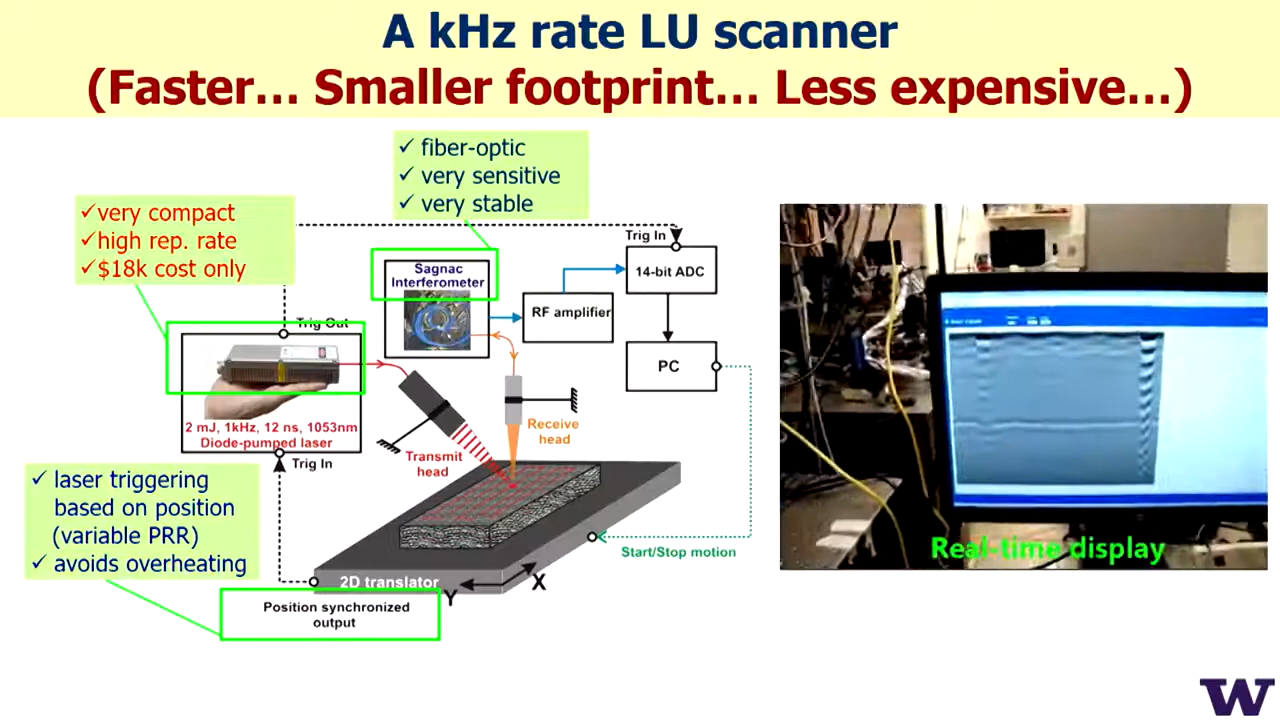 A kHz rate LU scanner
(Faster... Smaller footprint... Less expensive...)
✓ fiber-optic
✓ very sensitive
✓ very stable
✓very compact
✓high rep. rate
✓$18k cost only
Trig In
14-bit ADC
Sagnac
Interferometer
RF amplifier
Trig Out
PC
2 mJ, 1kHz, 12 ns, 1053nm
Diode-pumped laser
Trig In
Transmit
head
Receive
head
✓ laser triggering
based on position
(variable PRR)
✓ avoids overheating
Start/Stop motion
2D translator
X
Y
Position synchronized
output
Real-time display
W